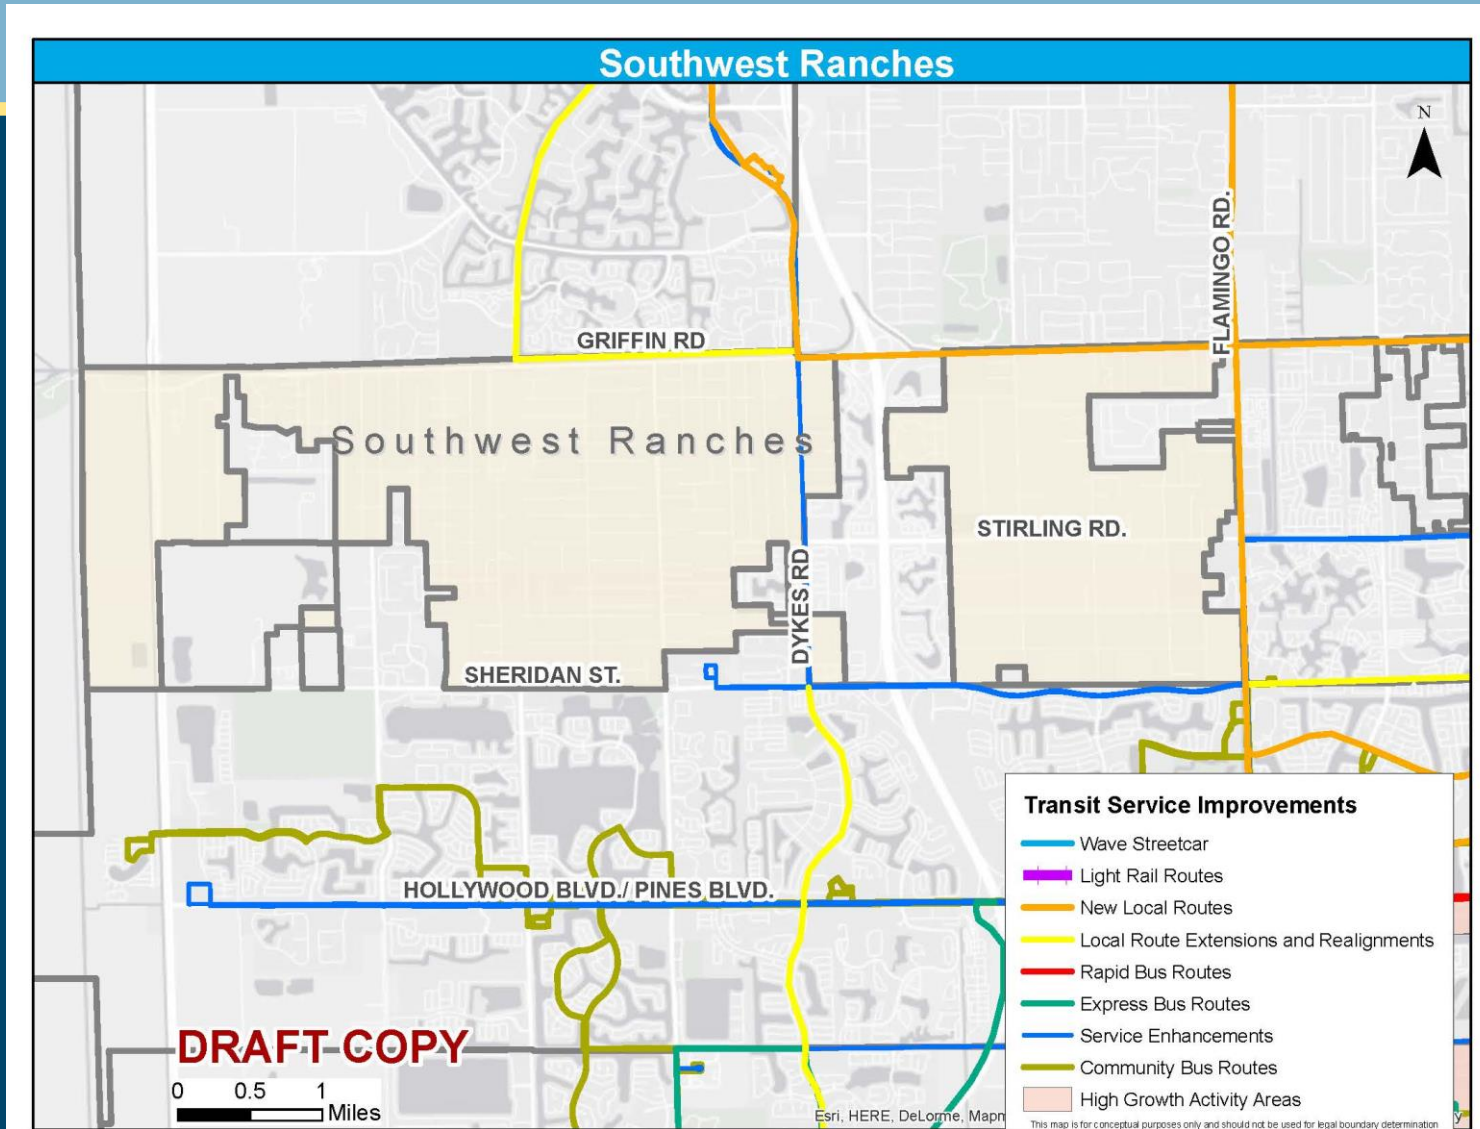 Southwest Ranches
N
FLAMINGO RD.
GRIFFIN RD
Southwest Ranches
STIRLING RD.
DYKES RD
SHERIDAN ST.
HOLLYWOOD BLVD./ PINES BLVD.
Transit Service Improvements
Wave Streetcar
Light Rail Routes
New Local Routes
Local Route Extensions and Realignments
Rapid Bus Routes
Express Bus Routes
Service Enhancements
Community Bus Routes
High Growth Activity Areas
This map is for conceptual purposes only and should not be used for legal boundary determination
DRAFT COPY
0 0.5 1
Miles
Esri, HERE, DeLorme,